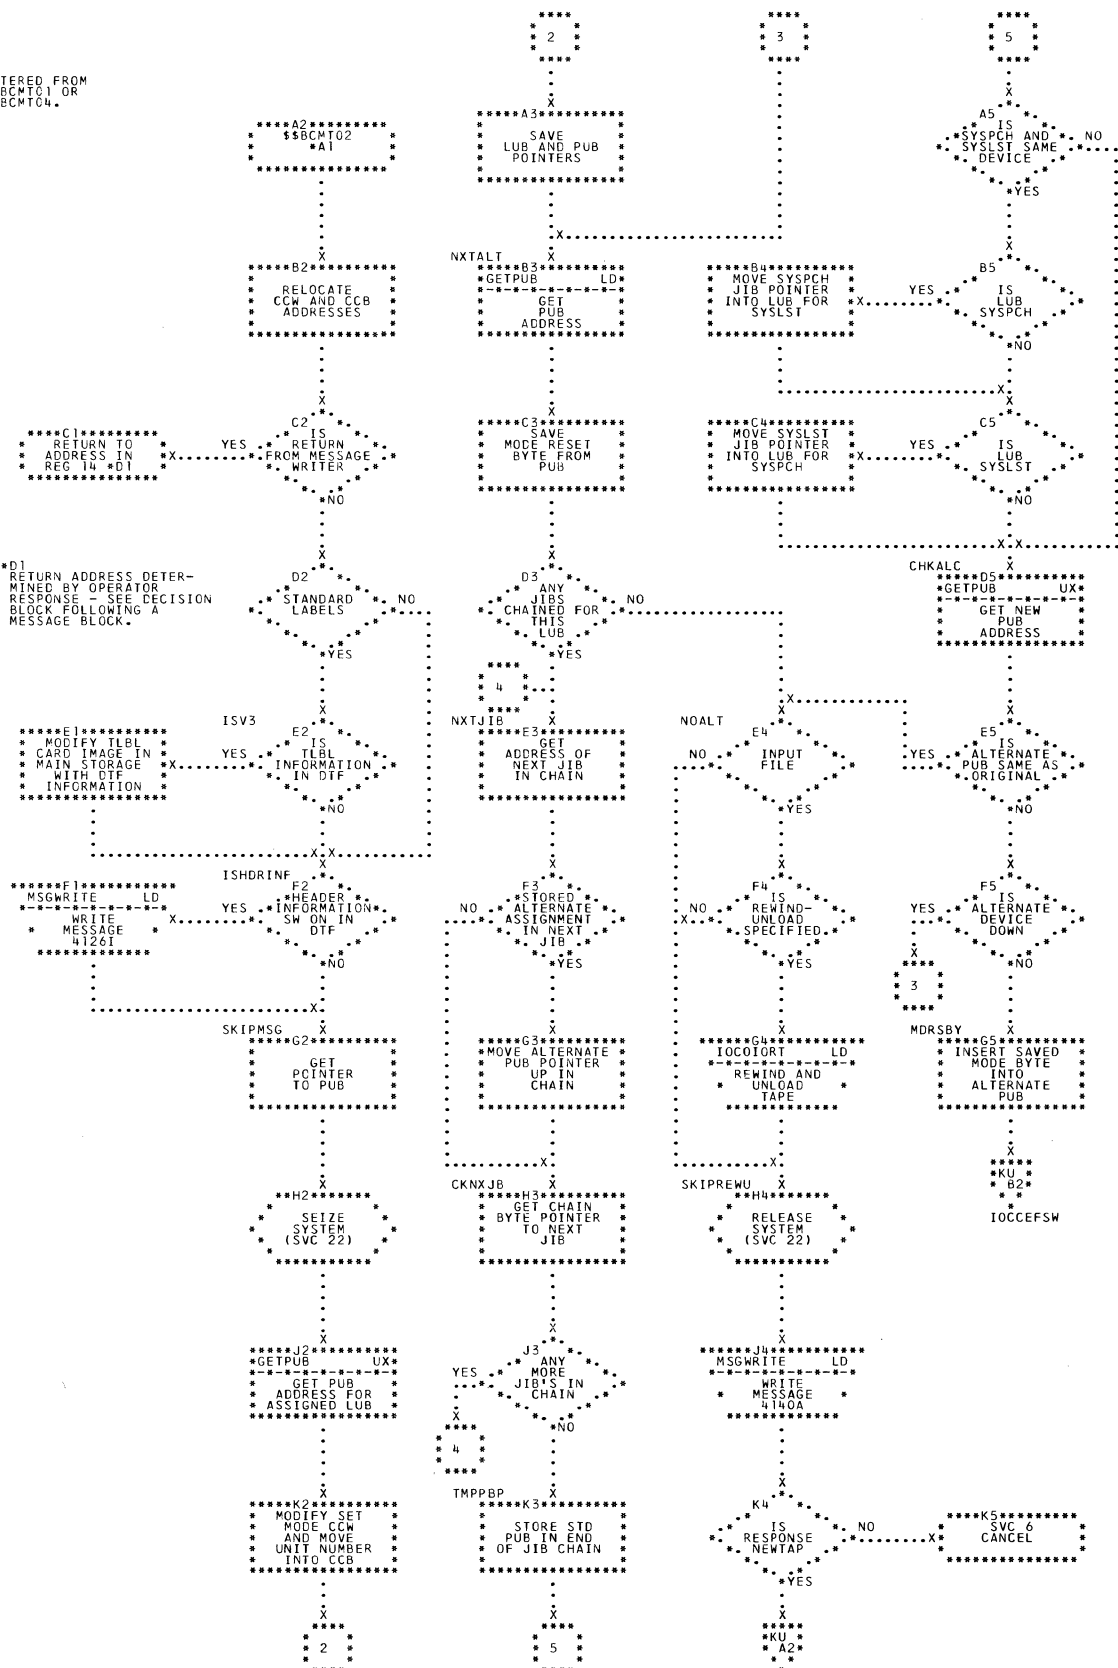 2
3
5
TERED FROM
BCMT01 OR
BCMT04.
*****A2*********
$$BCMT02
*A1
*****A3*********
SAVE
LUB AND PUB
POINTERS
A5
IS
SYSPCH AND
SYSLST SAME
DEVICE
NO
*YES
*****B2*********
RELOCATE
CCW AND CCB
ADDRESSES
NXTALT
*****B3*********
*GETPUB LD*
GET
PUB
ADDRESS
*****B4*********
MOVE SYSPCH
JIB POINTER
INTO LUB FOR
SYSLST
B5
IS
LUB
SYSPCH
YES
*NO
*****C1*********
RETURN TO
ADDRESS IN
REG 14 *D1
C2
IS
RETURN
FROM MESSAGE
WRITER
YES
*NO
*****C3*********
SAVE
MODE RESET
BYTE FROM
PUB
*****C4*********
MOVE SYSLST
JIB POINTER
INTO LUB FOR
SYSPCH
C5
IS
LUB
SYSLST
YES
*NO
*D1
RETURN ADDRESS DETER-
MINED BY OPERATOR
RESPONSE - SEE DECISION
BLOCK FOLLOWING A
MESSAGE BLOCK.
D2
STANDARD
LABELS
NO
*YES
D3
ANY
JIBS
CHAINED FOR
THIS
LUB
NO
*YES
CHKALC
*****D5*********
*GETPUB UX*
GET NEW
PUB
ADDRESS
4
*****E1*********
MODIFY TLBL
CARD IMAGE IN
MAIN STORAGE
WITH DTF
INFORMATION
ISV3
E2
IS
TLBL
INFORMATION
IN DTF
YES
*NO
NXTJIB
*****E3*********
GET
ADDRESS OF
NEXT JIB
IN CHAIN
NOALT
E4
INPUT
FILE
NO
*YES
E5
IS
ALTERNATE
PUB SAME AS
ORIGINAL
YES
*NO
*****F1*********
MSGWRITE LD
WRITE
MESSAGE
4126I
ISHDRINF
F2
*HEADER
INFORMATION
SW ON IN
DTF
YES
*NO
F3
*STORED
ALTERNATE
ASSIGNMENT
IN NEXT
JIB
NO
*YES
F4
IS
REWIND-
UNLOAD
SPECIFIED
NO
*YES
F5
IS
ALTERNATE
DEVICE
DOWN
YES
*NO
3
SKIPMSG
*****G2*********
GET
POINTER
TO PUB
*****G3*********
*MOVE ALTERNATE
PUB POINTER
UP IN
CHAIN
*****G4*********
IOCOIORT LD
REWIND AND
UNLOAD
TAPE
MDRSBY
*****G5*********
INSERT SAVED
MODE BYTE
INTO
ALTERNATE
PUB
**H2*******
SEIZE
SYSTEM
(SVC 22)
CKNXJB
*****H3*********
GET CHAIN
BYTE POINTER
TO NEXT
JIB
SKIPREWU
**H4*******
RELEASE
SYSTEM
(SVC 22)
*KU *
* B2*
IOCCEFSW
*****J2*********
*GETPUB UX*
GET PUB
ADDRESS FOR
ASSIGNED LUB
J3
ANY
MORE
JIB'S IN
CHAIN
YES
*NO
4
*****J4*********
MSGWRITE LD
WRITE
MESSAGE
4140A
*****K2*********
MODIFY SET
MODE CCW
AND MOVE
UNIT NUMBER
INTO CCB
TMPPBP
*****K3*********
STORE STD
PUB IN END
OF JIB CHAIN
K4
IS
RESPONSE
NEWTAP
NO
*YES
*****K5*********
SVC 6
CANCEL
2
5
*KU *
* A2*